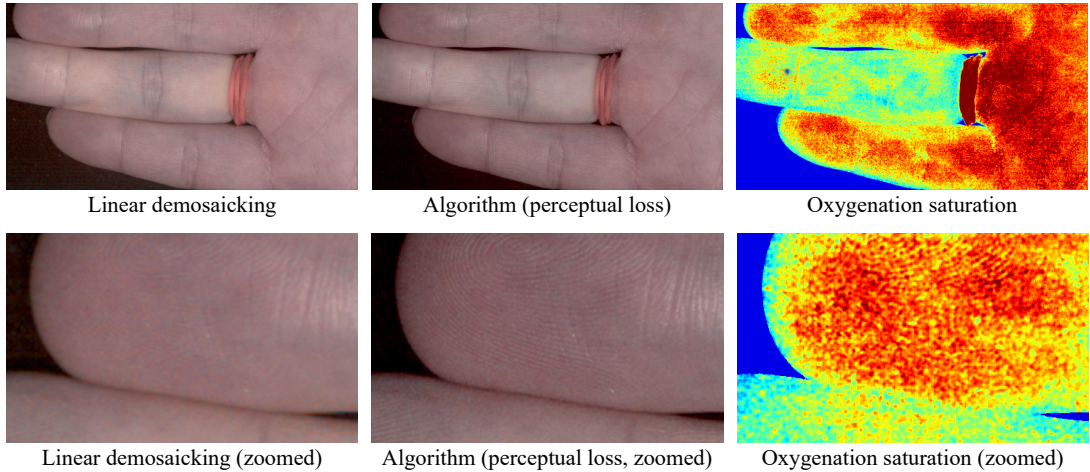 Linear demosaicking
Algorithm (perceptual loss)
Oxygenation saturation
Linear demosaicking (zoomed)
Algorithm (perceptual loss, zoomed)
Oxygenation saturation (zoomed)